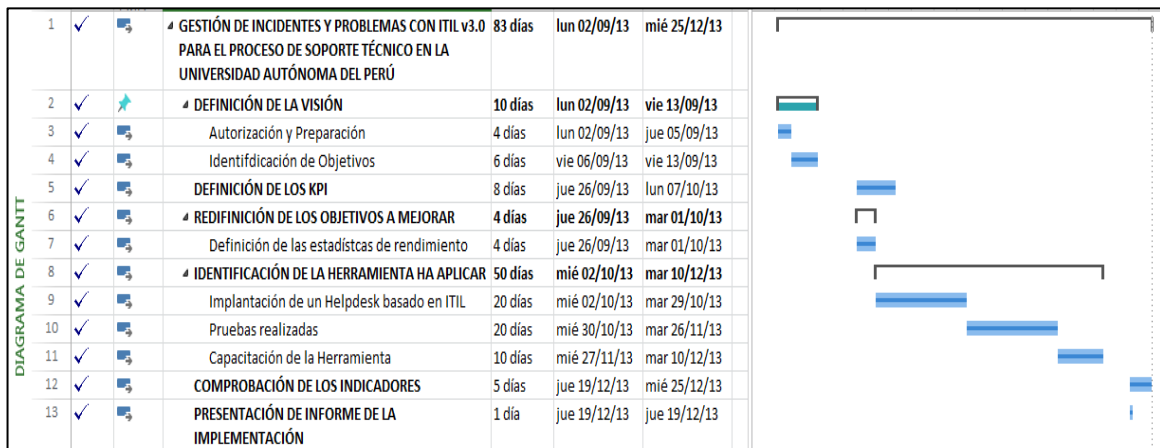 DIAGRAMA DE GANTT
1 GESTIÓN DE INCIDENTES Y PROBLEMAS CON ITIL v3.0 83 días lun 02/09/13 mié 25/12/13
PARA EL PROCESO DE SOPORTE TÉCNICO EN LA
UNIVERSIDAD AUTÓNOMA DEL PERÚ
2 DEFINICIÓN DE LA VISIÓN 10 días lun 02/09/13 vie 13/09/13
3 Autorización y Preparación 4 días lun 02/09/13 jue 05/09/13
4 Identifdicación de Objetivos 6 días vie 06/09/13 vie 13/09/13
5 DEFINICIÓN DE LOS KPI 8 días jue 26/09/13 lun 07/10/13
6 REDIFINICIÓN DE LOS OBJETIVOS A MEJORAR 4 días jue 26/09/13 mar 01/10/13
7 Definición de las estadístcas de rendimiento 4 días jue 26/09/13 mar 01/10/13
8 IDENTIFICACIÓN DE LA HERRAMIENTA HA APLICAR 50 días mié 02/10/13 mar 10/12/13
9 Implantación de un Helpdesk basado en ITIL 20 días mié 02/10/13 mar 29/10/13
10 Pruebas realizadas 20 días mié 30/10/13 mar 26/11/13
11 Capacitación de la Herramienta 10 días mié 27/11/13 mar 10/12/13
12 COMPROBACIÓN DE LOS INDICADORES 5 días jue 19/12/13 mié 25/12/13
13 PRESENTACIÓN DE INFORME DE LA 1 día jue 19/12/13 jue 19/12/13
IMPLEMENTACIÓN